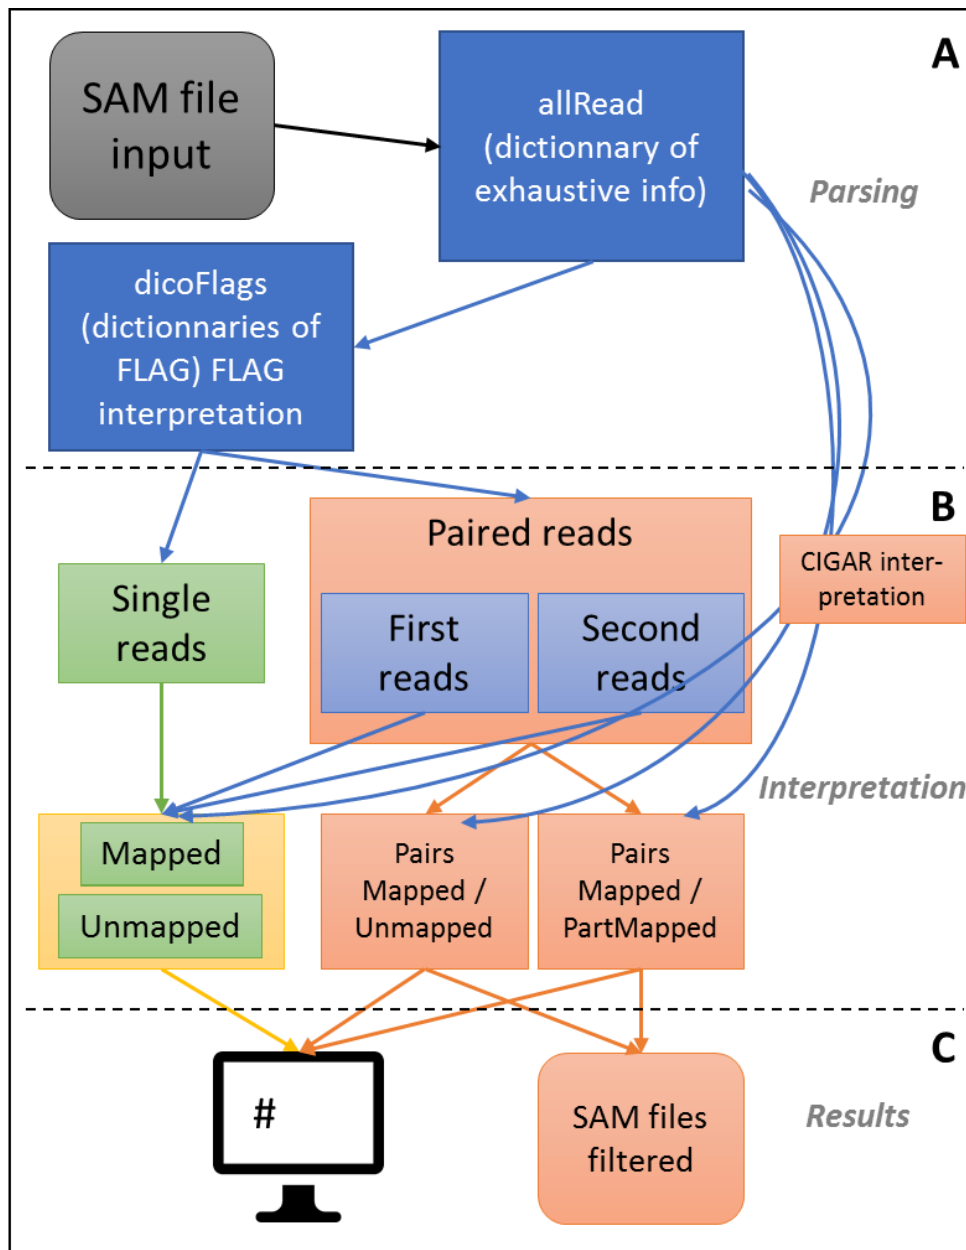 A
SAM file
input
allRead
(dictionnary of
exhaustive info)
Parsing
dicoFlags
(dictionnaries of
FLAG) FLAG
interpretation
B
Paired reads
CIGAR inter-
pretation
Single
reads
First
reads
Second
reads
Interpretation
Mapped
Unmapped
Pairs
Mapped /
Unmapped
Pairs
Mapped /
PartMapped
C
#
SAM files
filtered
Results